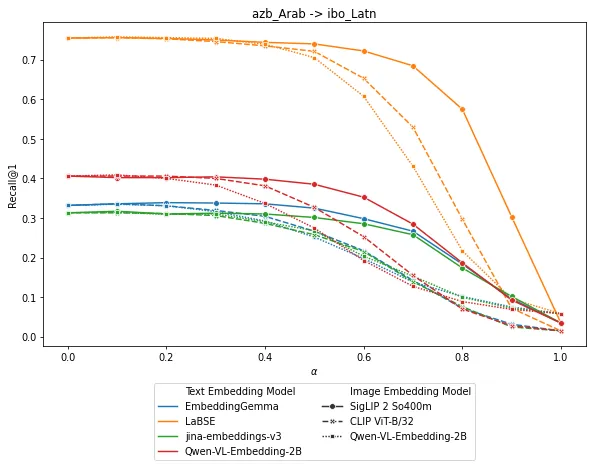 azb_Arab -> ibo_Latn
Recall@1
0.7
0.6
0.5
0.4
0.3
0.2
0.1
0.0
0.0 0.2 0.4 0.6 0.8 1.0
α
Text Embedding Model Image Embedding Model
EmbeddingGemma SigLIP 2 So400m
LaBSE CLIP ViT-B/32
jina-embeddings-v3 Qwen-VL-Embedding-2B
Qwen-VL-Embedding-2B